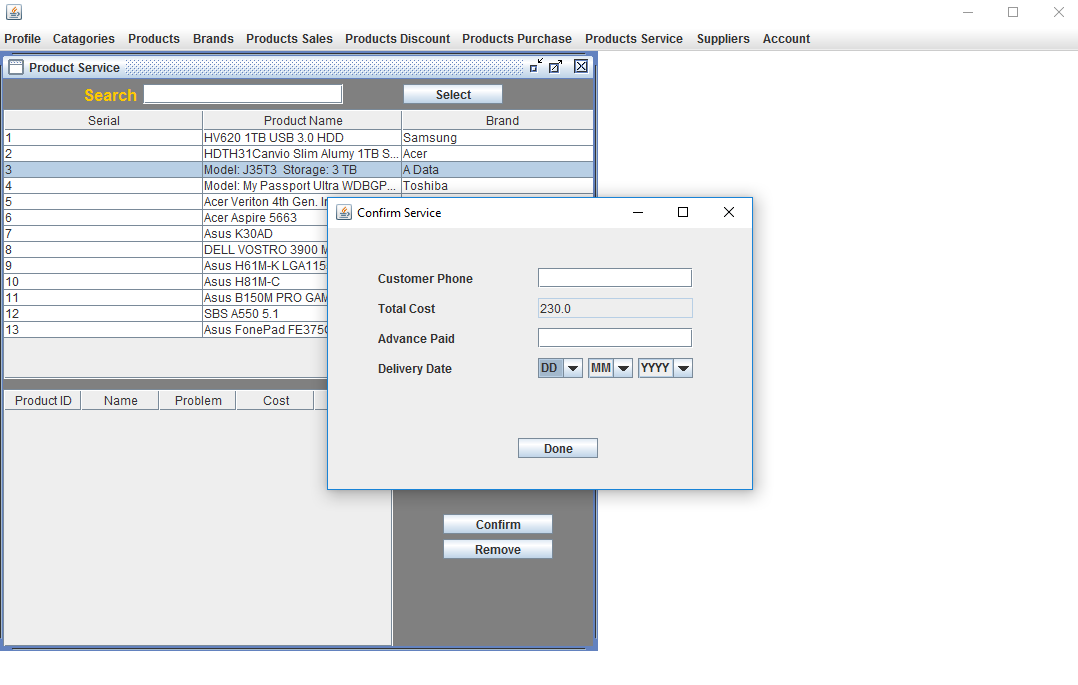 Profile Catagories Products Brands Products Sales Products Discount Products Purchase Products Service Suppliers Account
Product Service
Search Select
Serial Product Name Brand
1 HV620 1TB USB 3.0 HDD Samsung
2 HDTH31Canvio Slim Alumy 1TB S... Acer
3 Model: J35T3 Storage: 3 TB A Data
4 Model: My Passport Ultra WDBGP... Toshiba
5 Acer Veriton 4th Gen.
6 Acer Aspire 5663
7 Asus K30AD
8 DELL VOSTRO 3900
9 Asus H61M-K LGA115
10 Asus H81M-C
11 Asus B150M PRO GAM
12 SBS A550 5.1
13 Asus FonePad FE375
Confirm Service
Customer Phone
Total Cost 230.0
Advance Paid
Delivery Date DD MM YYYY
Done
Product ID Name Problem Cost
Confirm
Remove